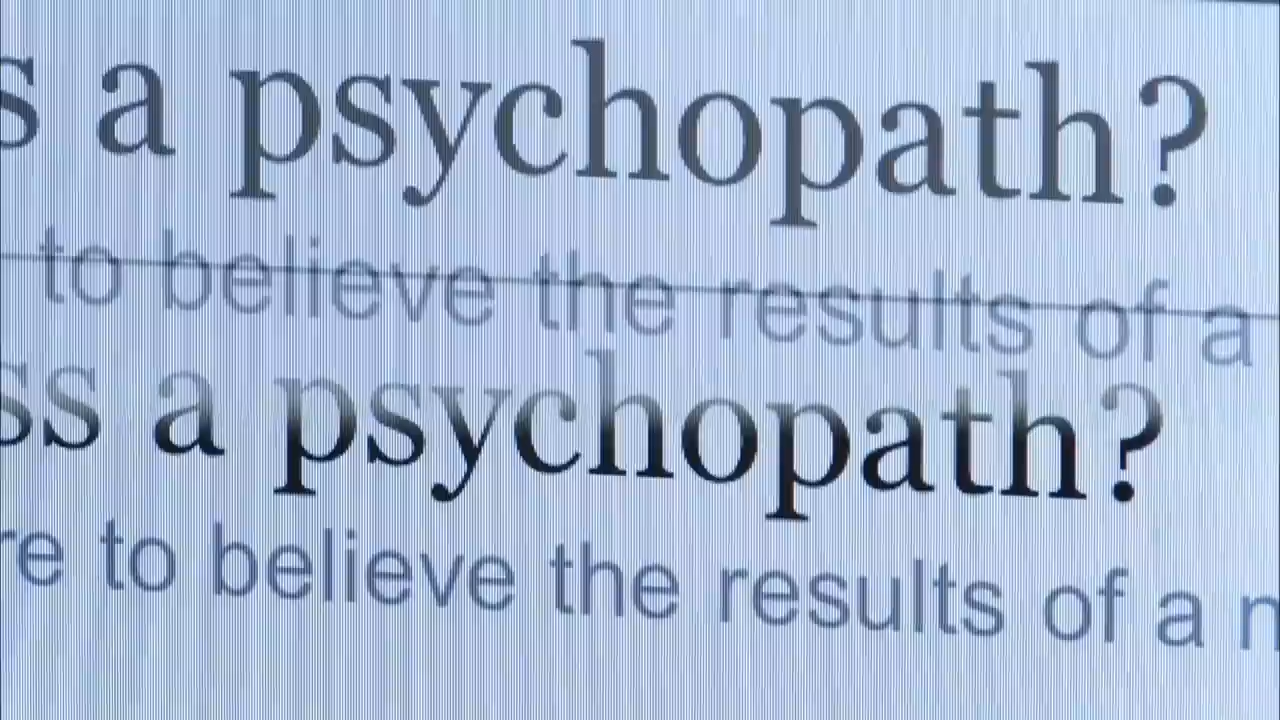 s a psychopath?
to believe the results of a
ss a psychopath?
re to believe the results of a n